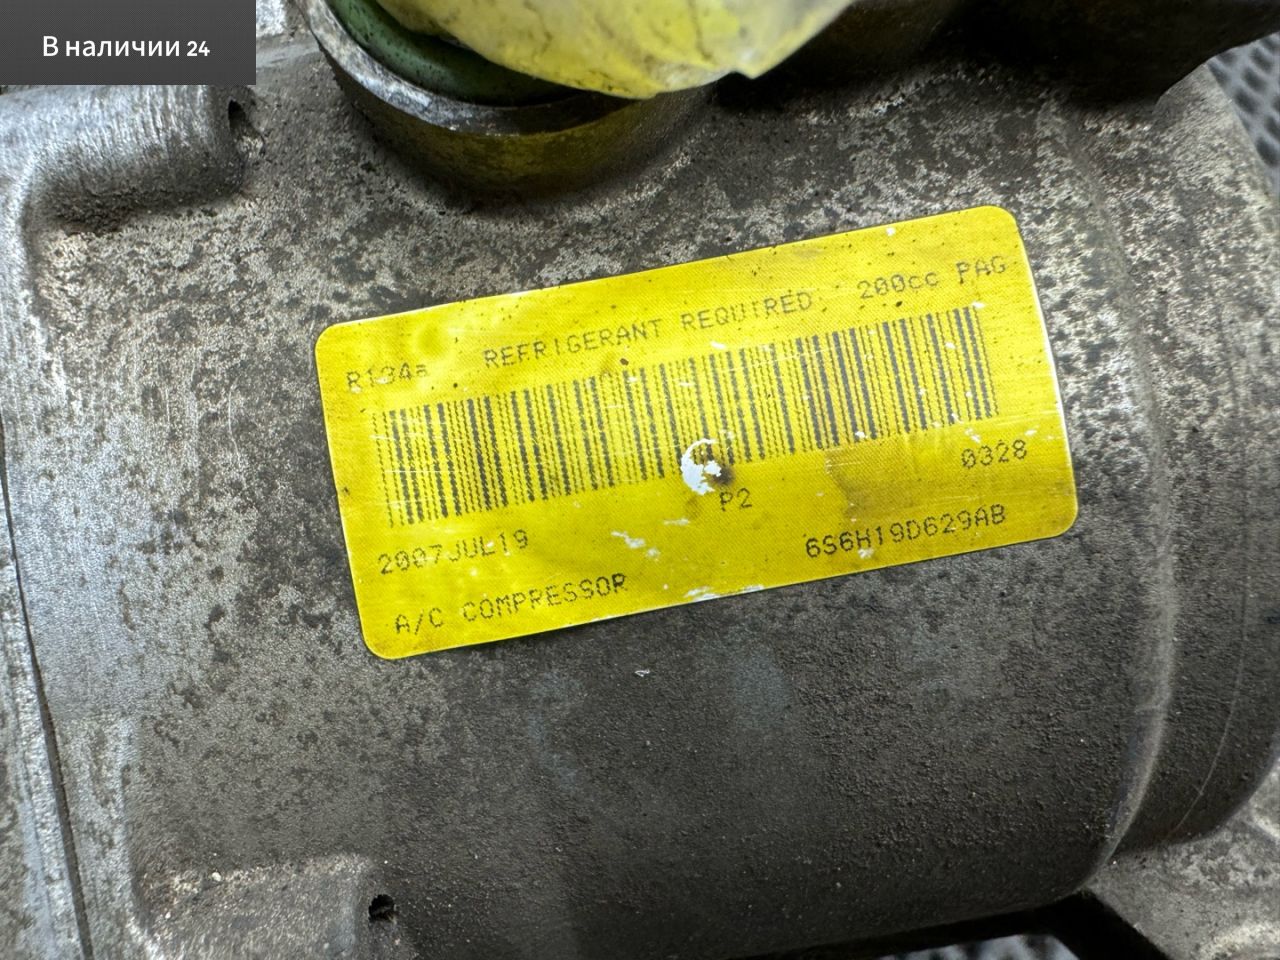 В наличии 24
R134a REFRIGERANT REQUIRED: 200cc PAG
0328
P2
2007JUL19 6S6H19D629AB
A/C COMPRESSOR